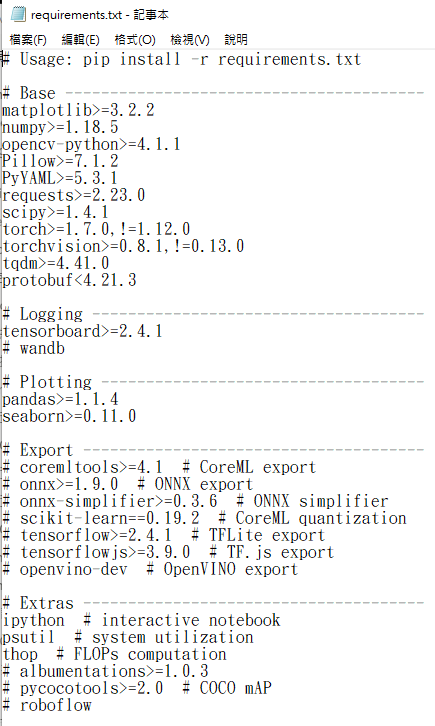 requirements.txt - 記事本
檔案(F) 編輯(E) 格式(O) 檢視(V) 說明
# Usage: pip install -r requirements.txt
# Base ----------------------------------------
matplotlib>=3.2.2
numpy>=1.18.5
opencv-python>=4.1.1
Pillow>=7.1.2
PyYAML>=5.3.1
requests>=2.23.0
scipy>=1.4.1
torch>=1.7.0,!=1.12.0
torchvision>=0.8.1,!=0.13.0
tqdm>=4.41.0
protobuf<4.21.3
# Logging -------------------------------------
tensorboard>=2.4.1
# wandb
# Plotting ------------------------------------
pandas>=1.1.4
seaborn>=0.11.0
# Export --------------------------------------
# coremltools>=4.1  # CoreML export
# onnx>=1.9.0  # ONNX export
# onnx-simplifier>=0.3.6  # ONNX simplifier
# scikit-learn==0.19.2  # CoreML quantization
# tensorflow>=2.4.1  # TFLite export
# tensorflowjs>=3.9.0  # TF.js export
# openvino-dev  # OpenVINO export
# Extras --------------------------------------
ipython  # interactive notebook
psutil  # system utilization
thop  # FLOPs computation
# albumentations>=1.0.3
# pycocotools>=2.0  # COCO mAP
# roboflow